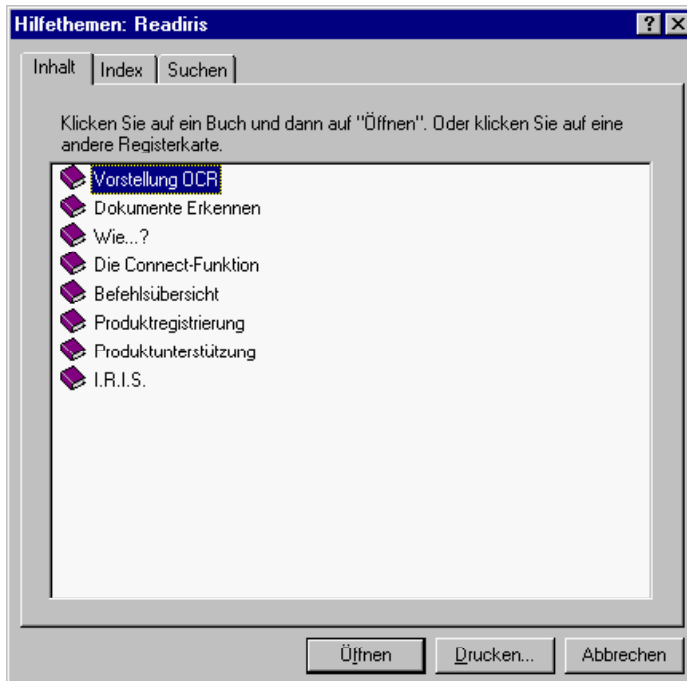 Hilfethemen: Readiris
Inhalt Index Suchen
Klicken Sie auf ein Buch und dann auf "Öffnen". Oder klicken Sie auf eine
andere Registerkarte.
Vorstellung OCR
Dokumente Erkennen
Wie...?
Die Connect-Funktion
Befehlsübersicht
Produktregistrierung
Produktunterstützung
I.R.I.S.
Öffnen Drucken... Abbrechen